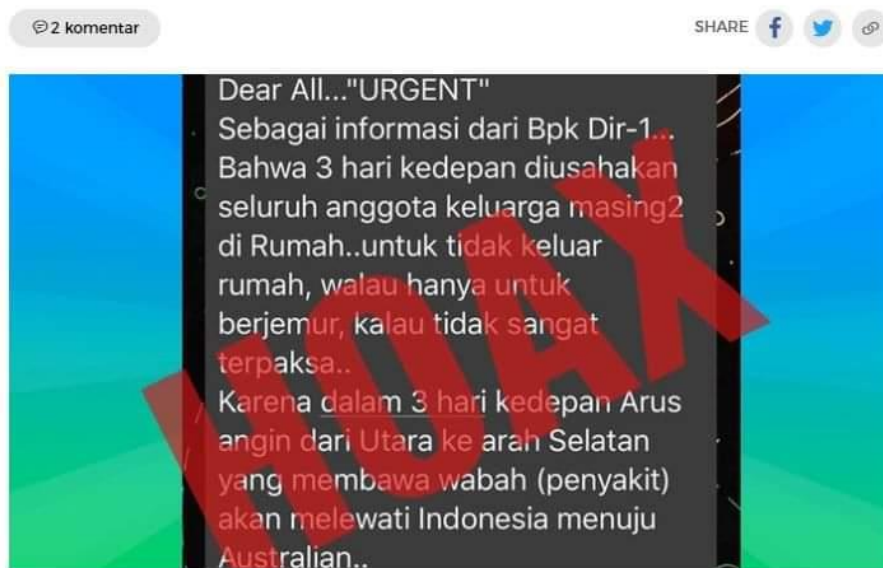 2 komentar
SHARE
Dear All..."URGENT"
Sebagai informasi dari Bpk Dir-1...
Bahwa 3 hari kedepan diusahakan
seluruh anggota keluarga masing2
di Rumah..untuk tidak keluar
rumah, walau hanya untuk
berjemur, kalau tidak sangat
terpaksa..
Karena dalam 3 hari kedepan Arus
angin dari Utara ke arah Selatan
yang membawa wabah (penyakit)
akan melewati Indonesia menuju
Australian..
HOAX